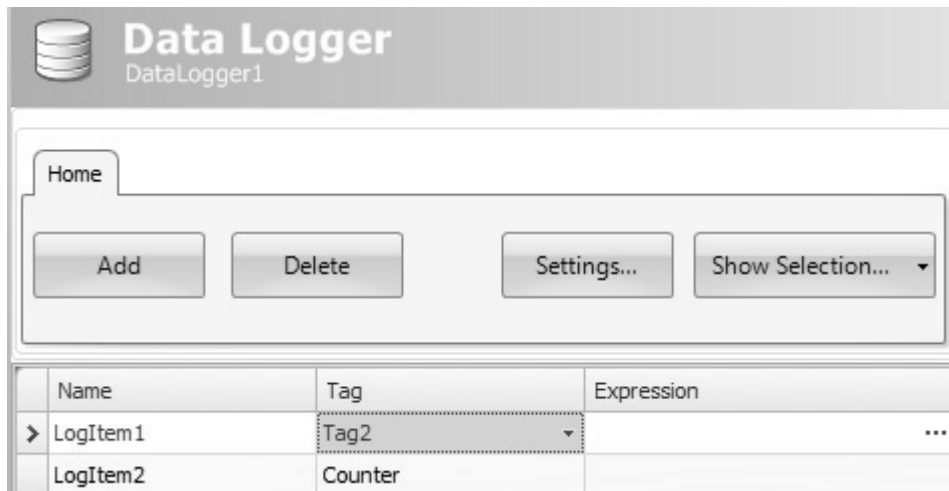 Data Logger
DataLogger1
Home
Add Delete Settings... Show Selection...
Name Tag Expression
LogItem1 Tag2 ...
LogItem2 Counter